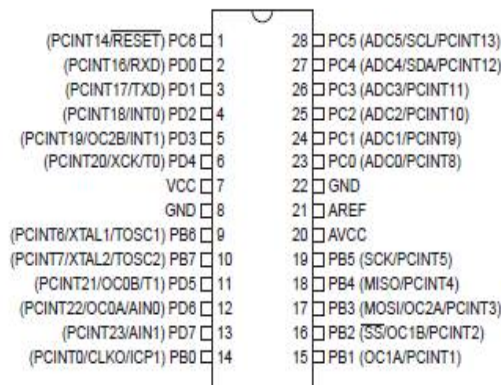 (PCINT14/RESET) PC6 1 28 PC5 (ADC5/SCL/PCINT13)
(PCINT16/RXD) PD0 2 27 PC4 (ADC4/SDA/PCINT12)
(PCINT17/TXD) PD1 3 26 PC3 (ADC3/PCINT11)
(PCINT18/INT0) PD2 4 25 PC2 (ADC2/PCINT10)
(PCINT19/OC2B/INT1) PD3 5 24 PC1 (ADC1/PCINT9)
(PCINT20/XCK/T0) PD4 6 23 PC0 (ADC0/PCINT8)
VCC 7 22 GND
GND 8 21 AREF
(PCINT6/XTAL1/TOSC1) PB6 9 20 AVCC
(PCINT7/XTAL2/TOSC2) PB7 10 19 PB5 (SCK/PCINT5)
(PCINT21/OC0B/T1) PD5 11 18 PB4 (MISO/PCINT4)
(PCINT22/OC0A/AIN0) PD6 12 17 PB3 (MOSI/OC2A/PCINT3)
(PCINT23/AIN1) PD7 13 16 PB2 (SS/OC1B/PCINT2)
(PCINT0/CLKO/ICP1) PB0 14 15 PB1 (OC1A/PCINT1)